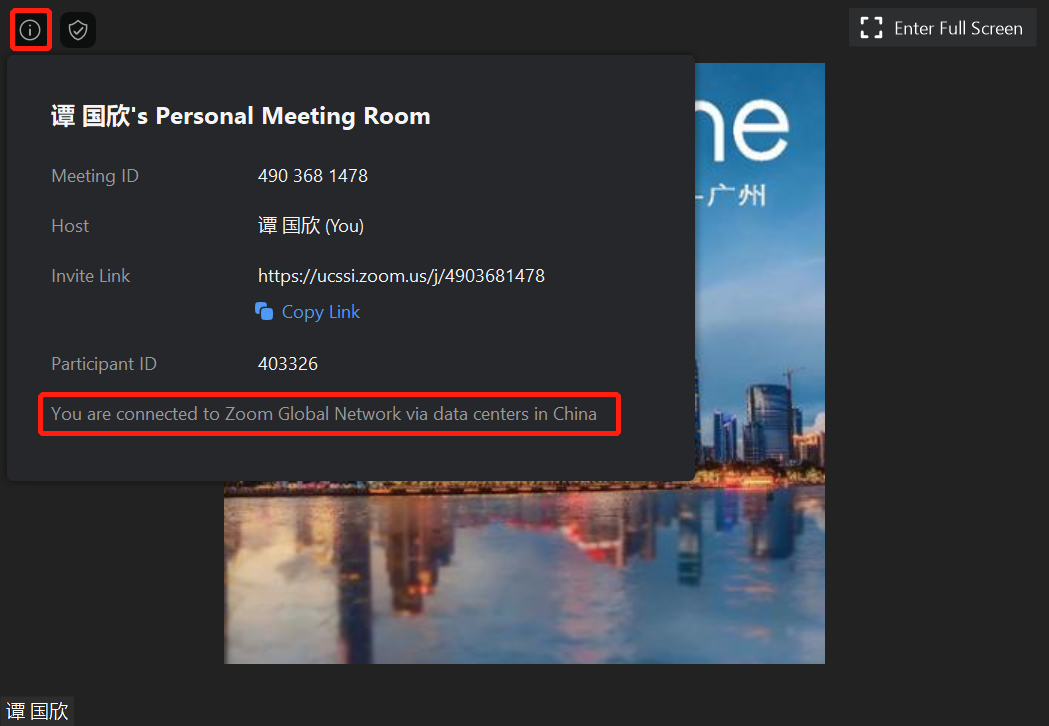 Enter Full Screen
谭 国欣's Personal Meeting Room
Meeting ID 490 368 1478
Host 谭 国欣 (You)
Invite Link https://ucssi.zoom.us/j/4903681478
Copy Link
Participant ID 403326
You are connected to Zoom Global Network via data centers in China
ne
-广州
谭 国欣